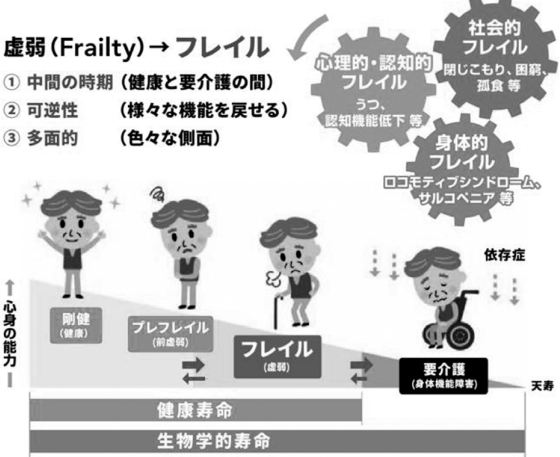 虚弱(Frailty)→ フレイル
① 中間の時期(健康と要介護の間)
② 可逆性 (様々な機能を戻せる)
③ 多面的 (色々な側面)
社会的
フレイル
閉じこもり、困窮、
孤食 等
心理的・認知的
フレイル
うつ、
認知機能低下 等
身体的
フレイル
ロコモティブシンドローム、
サルコペニア 等
依存症
心身の能力
剛健
(健康)
プレフレイル
(前虚弱)
フレイル
(虚弱)
要介護
(身体機能障害)
天寿
健康寿命
生物学的寿命